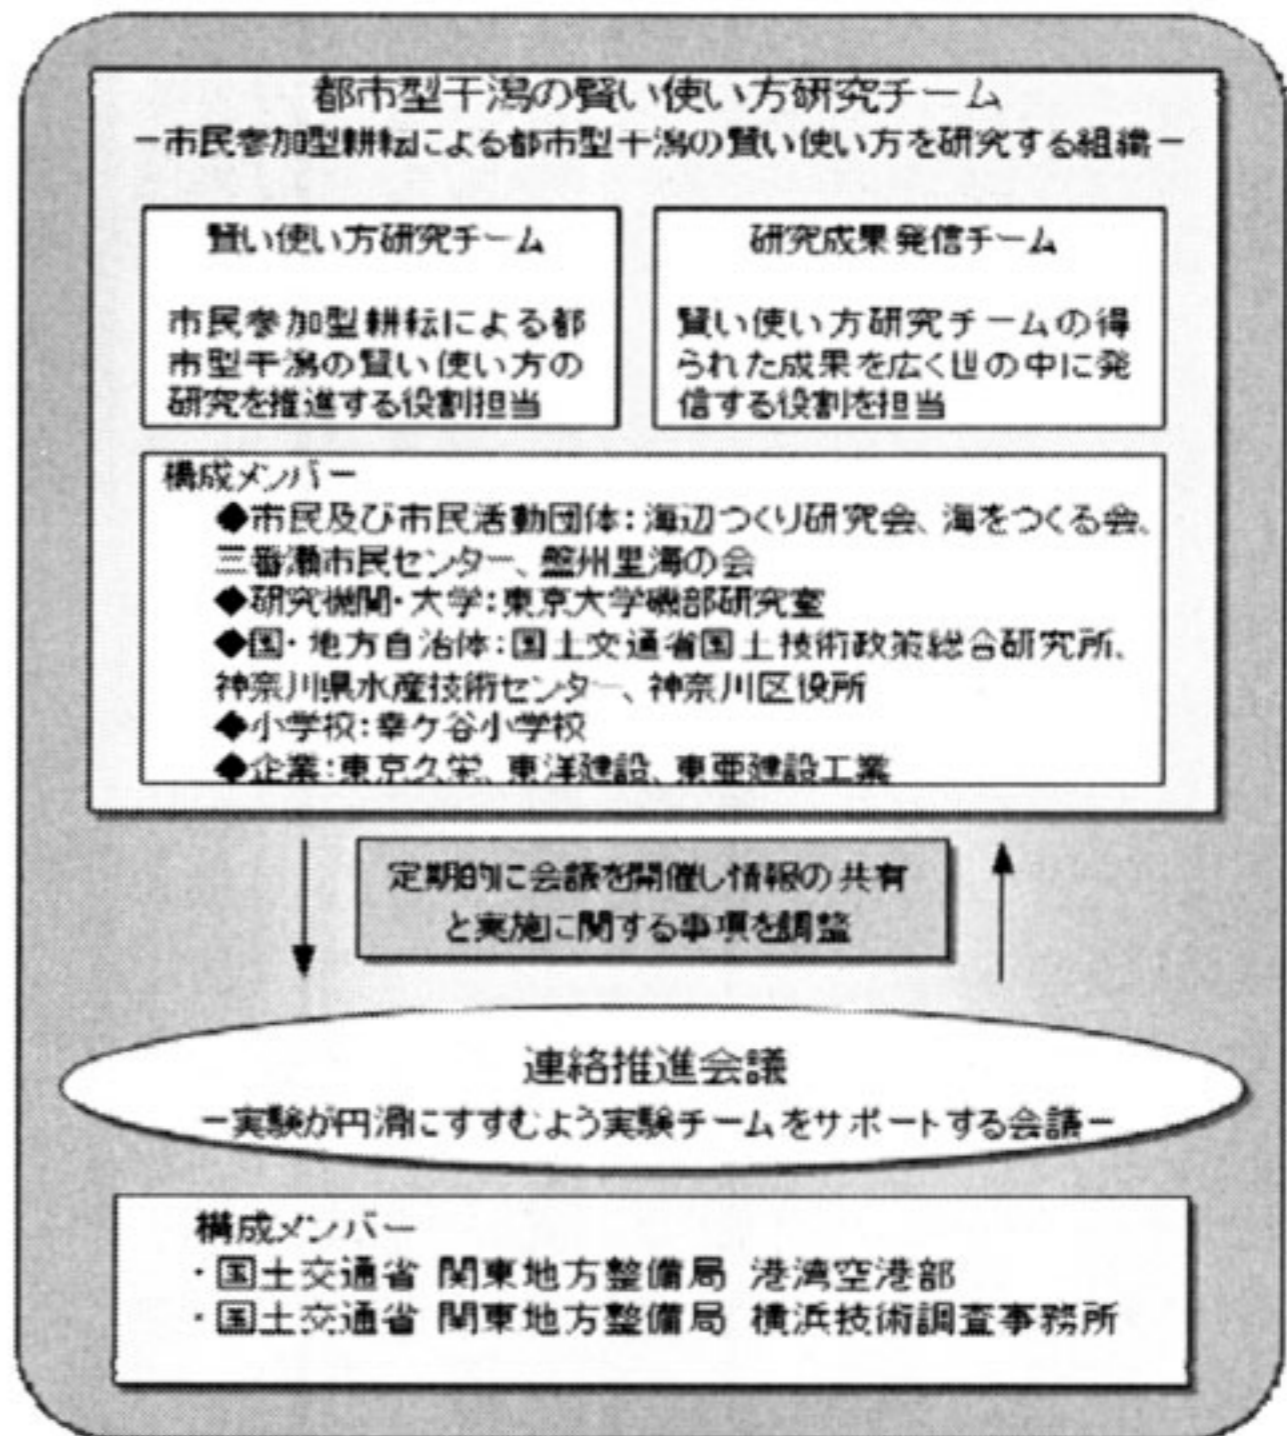 都市型干潟の賢い使い方研究チーム
－市民参加型耕耘による都市型干潟の賢い使い方を研究する組織－
賢い使い方研究チーム
市民参加型耕耘による都
市型干潟の賢い使い方の
研究を推進する役割担当
研究成果発信チーム
賢い使い方研究チームの得
られた成果を広く世の中に発
信する役割を担当
構成メンバー
◆市民及び市民活動団体：海辺つくり研究会、海をつくる会、
三番瀬市民センター、盤州里海の会
◆研究機関・大学：東京大学磯部研究室
◆国・地方自治体：国土交通省国土技術政策総合研究所、
神奈川県水産技術センター、神奈川区役所
◆小学校：幸ケ谷小学校
◆企業：東京久栄、東洋建設、東亜建設工業
定期的に会議を開催し情報の共有
と実施に関する事項を調整
連絡推進会議
－実験が円滑にすすむよう実験チームをサポートする会議－
構成メンバー
・国土交通省 関東地方整備局 港湾空港部
・国土交通省 関東地方整備局 横浜技術調査事務所